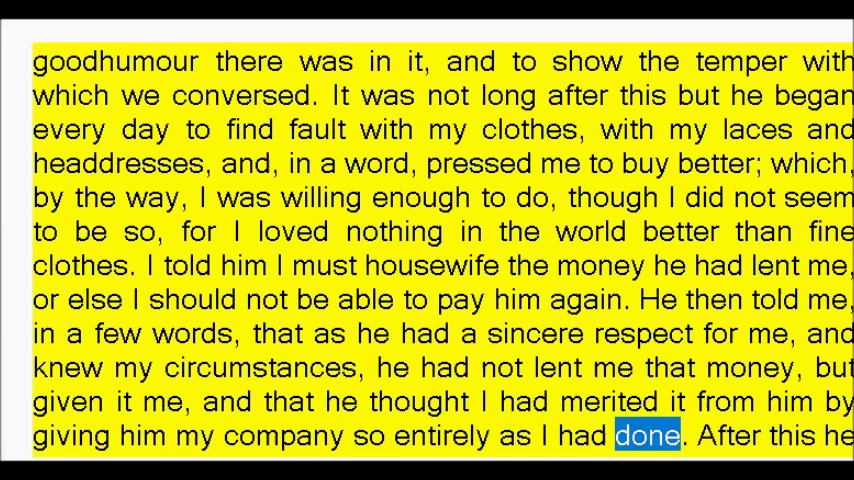 goodhumour there was in it, and to show the temper with
which we conversed. It was not long after this but he began
every day to find fault with my clothes, with my laces and
headdresses, and, in a word, pressed me to buy better; which,
by the way, I was willing enough to do, though I did not seem
to be so, for I loved nothing in the world better than fine
clothes. I told him I must housewife the money he had lent me,
or else I should not be able to pay him again. He then told me,
in a few words, that as he had a sincere respect for me, and
knew my circumstances, he had not lent me that money, but
given it me, and that he thought I had merited it from him by
giving him my company so entirely as I had done. After this he